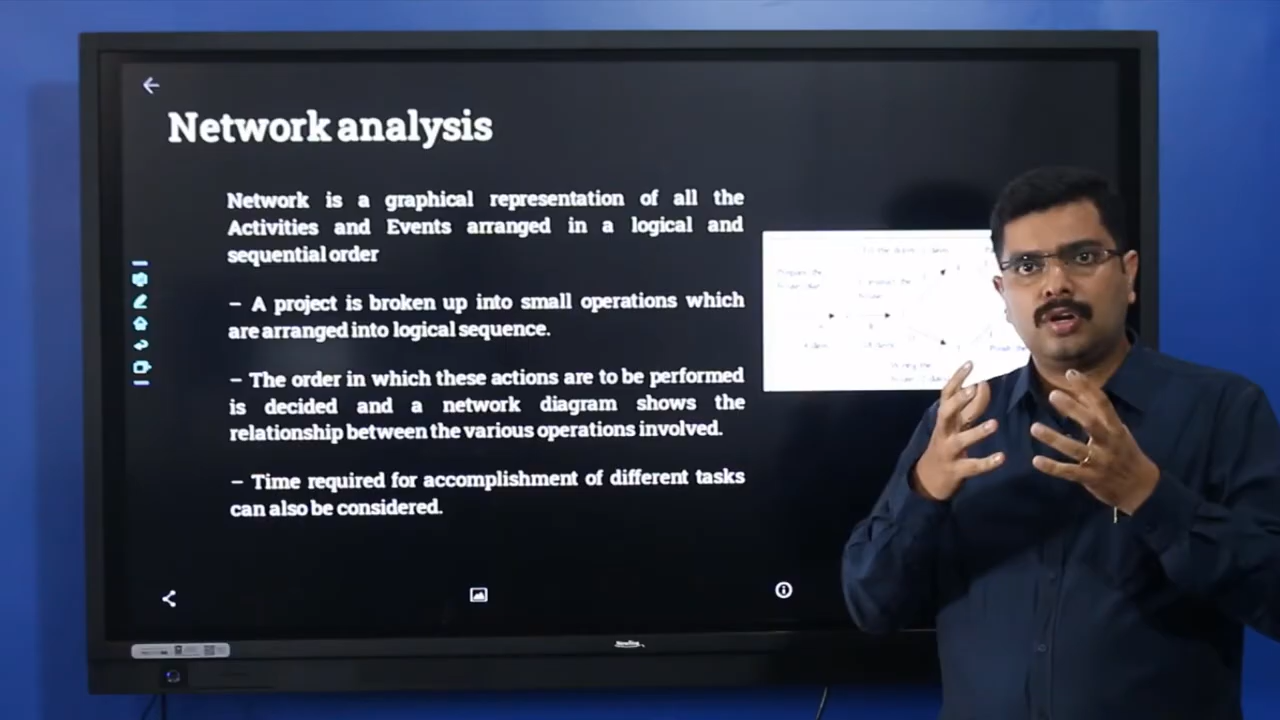 Network analysis
Network is a graphical representation of all the
Activities and Events arranged in a logical and
sequential order
– A project is broken up into small operations which
are arranged into logical sequence.
– The order in which these actions are to be performed
is decided and a network diagram shows the
relationship between the various operations involved.
– Time required for accomplishment of different tasks
can also be considered.